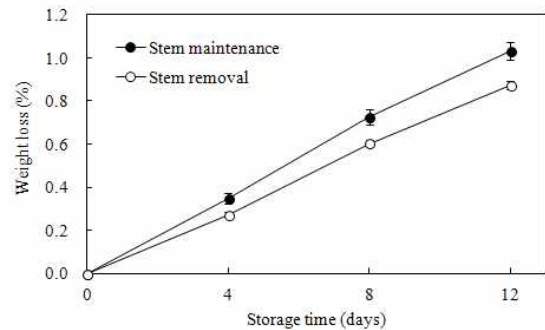 1.2
Stem maintenance
1.0
Stem removal
0.8
0.6
0.4
0.2
0.0
Weight loss (%)
0 4 8 12
Storage time (days)